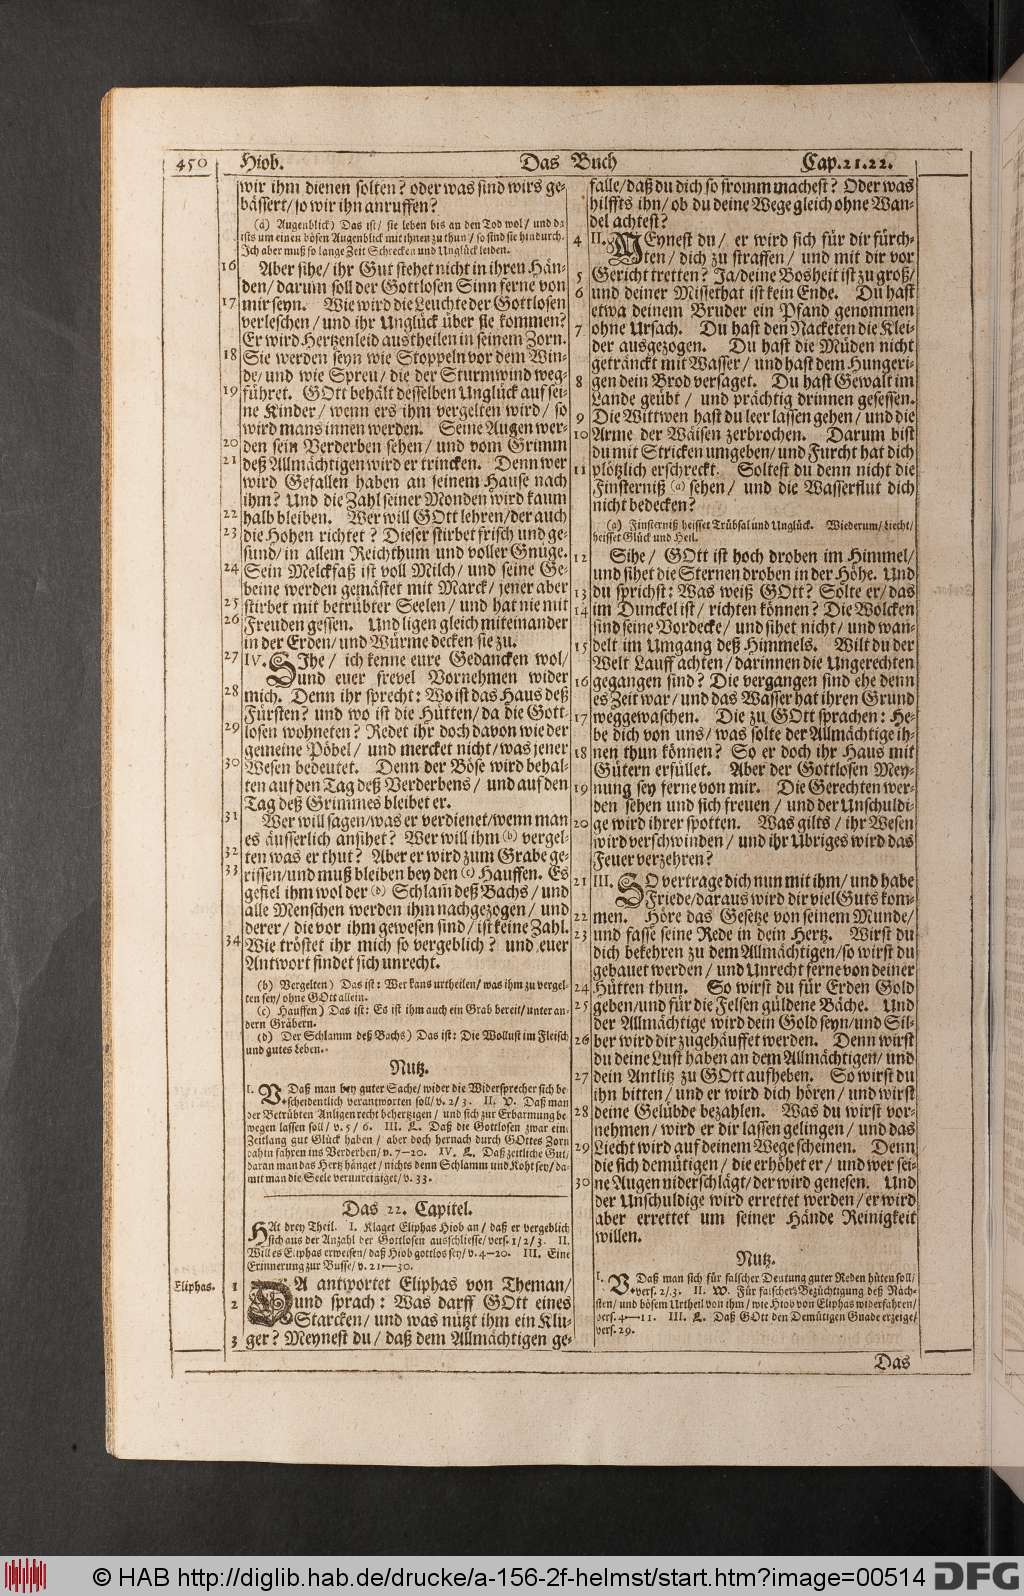 450 Hiob. Das Buch Cap.21.22.
wir ihm dienen solten? oder was sind wirs ge-
bässert/ so wir ihn anruffen?
(a) Augenblick) Das ist/ sie leben bis an den Tod wol/ und da
ists um einen bösen Augenblick mit ihnen zu thun/ so sind sie hindurch.
Ich aber muß so lange Zeit Schrecken und Unglück leiden.
16 Aber sihe/ ihr Gut stehet nicht in ihren Hän-
den/ darum soll der Gottlosen Sinn ferne von
17 mir seyn. Wie wird die Leuchte der Gottlosen
verleschen/ und ihr Unglück über sie kommen?
Er wird Hertzenleid austheilen in seinem Zorn.
18 Sie werden seyn wie Stoppeln vor dem Win-
de/ und wie Spreu/ die der Sturmwind weg-
19 führet. GOtt behält desselben Unglück auf sei-
ne Kinder/ wenn ers ihm vergelten wird/ so
wird mans innen werden. Seine Augen wer-
20 den sein Verderben sehen/ und vom Grimm
21 deß Allmächtigen wird er trincken. Denn wer
wird Gefallen haben an seinem Hause nach
ihm? Und die Zahl seiner Monden wird kaum
22 halb bleiben. Wer will GOtt lehren/ der auch
23 die Hohen richtet? Dieser stirbet frisch und ge-
sund/ in allem Reichthum und voller Gnüge.
24 Sein Melckfaß ist voll Milch/ und seine Ge-
beine werden gemästet mit Marck/ jener aber
25 stirbet mit betrübter Seelen/ und hat nie mit
26 Freuden gessen. Und ligen gleich miteinander
in der Erden/ und Würme decken sie zu.
27 IV. SIhe/ ich kenne eure Gedancken wol/
und euer frevel Vornehmen wider
28 mich. Denn ihr sprecht: Wo ist das Haus deß
Fürsten? und wo ist die Hütten/ da die Gott-
29 losen wohneten? Redet ihr doch davon wie der
gemeine Pöbel/ und mercket nicht/ was jener
30 Wesen bedeutet. Denn der Böse wird behal-
ten auf den Tag deß Verderbens/ und auf den
Tag deß Grimmes bleibet er.
31 Wer will sagen/ was er verdienet/ wenn man
es äusserlich ansihet? Wer will ihm (b) vergel-
32 ten was er thut? Aber er wird zum Grabe ge-
33 rissen/ und muß bleiben bey den (c) Hauffen. Es
gefiel ihm wol der (d) Schlam̃ deß Bachs/ und
alle Menschen werden ihm nachgezogen/ und
derer/ die vor ihm gewesen sind/ ist keine Zahl.
34 Wie tröstet ihr mich so vergeblich? und euer
Antwort findet sich unrecht.
(b) Vergelten) Das ist: Wer kans urtheilen/ was ihm zu vergel-
ten sey/ ohne GOtt allein.
(c) Hauffen) Das ist: Es ist ihm auch ein Grab bereit/ unter an-
dern Gräbern.
(d) Der Schlamm deß Bachs) Das ist: Die Wollust im Fleisch
und gutes Leben.
Nutz.
I. V. Daß man bey guter Sache/ wider die Widersprecher sich be-
scheidentlich verantworten soll/ v. 2/ 3. II. V. Daß man
der Betrübten Anligen recht behertzigen/ und sich zur Erbarmung be
wegen lassen soll/ v. 5/ 6. III. L. Daß die Gottlosen zwar eine
Zeitlang gut Glück haben/ aber doch hernach durch GOttes Zorn
dahin fahren ins Verderben/ v. 7–20. IV. L. Daß zeitliche Gut/
daran man das Hertz hänget/ nichts denn Schlamm und Koht sey/ da-
mit man die Seele verunreiniget/ v. 33.
Das 22. Capitel.
HAt drey Theil. I. Klaget Eliphas Hiob an/ daß er vergeblich
sich aus der Anzahl der Gottlosen ausschliesse/ vers. 1/ 2/ 3. II.
Will es Eliphas erweisen/ daß Hiob gottlos sey/ v. 4–20. III. Eine
Erinnerung zur Busse/ v. 21–30.
Eliphas. 1 DA antwortet Eliphas von Theman/
2 und sprach: Was darff GOtt eines
Starcken/ und was nützt ihm ein Klu-
3 ger? Meynest du/ daß dem Allmächtigen ge-
falle/ daß du dich so fromm machest? Oder was
hilffts ihn/ ob du deine Wege gleich ohne Wan-
del achtest?
4 II. MEynest du/ er wird sich für dir fürch-
ten/ dich zu straffen/ und mit dir vor
5 Gericht tretten? Ja/ deine Bosheit ist zu groß/
6 und deiner Missethat ist kein Ende. Du hast
etwa deinem Bruder ein Pfand genommen
7 ohne Ursach. Du hast den Nacketen die Klei-
der ausgezogen. Du hast die Müden nicht
geträncket mit Wasser/ und hast dem Hungeri-
8 gen dein Brod versaget. Du hast Gewalt im
Lande geübt/ und prächtig drinnen gesessen.
9 Die Wittwen hast du leer lassen gehen/ und die
10 Arme der Wäisen zerbrochen. Darum bist
du mit Stricken umgeben/ und Furcht hat dich
11 plötzlich erschreckt. Soltest du denn nicht die
Finsterniß (a) sehen/ und die Wasserflut dich
nicht bedecken?
(a) Finsterniß heisset Trübsal und Unglück. Wiederum/ Liecht/
heisset Glück und Heil.
12 Sihe/ GOtt ist hoch droben im Himmel/
und sihet die Sternen droben in der Höhe. Und
13 du sprichst: Was weiß GOtt? Solte er/ das
14 im Dunckel ist/ richten können? Die Wolcken
sind seine Vordecke/ und sihet nicht/ und wan-
15 delt im Umgang deß Himmels. Wilt du der
Welt Lauff achten/ darinnen die Ungerechten
16 gegangen sind? Die vergangen sind ehe denn
es Zeit war/ und das Wasser hat ihren Grund
17 weggewaschen. Die zu GOtt sprachen: He-
be dich von uns/ was solte der Allmächtige ih-
18 nen thun können? So er doch ihr Haus mit
Gütern erfüllet. Aber der Gottlosen Mey-
19 nung sey ferne von mir. Die Gerechten wer-
den sehen und sich freuen/ und der Unschuldi-
20 ge wird ihrer spotten. Was gilts/ ihr Wesen
wird verschwinden/ und ihr Übriges wird das
Feuer verzehren?
21 III. SO vertrage dich nun mit ihm/ und habe
Friede/ daraus wird dir viel Guts kom-
22 men. Höre das Gesetze von seinem Munde/
23 und fasse seine Rede in dein Hertz. Wirst du
dich bekehren zu dem Allmächtigen/ so wirst du
gebauet werden/ und Unrecht ferne von deiner
24 Hütten thun. So wirst du für Erden Gold
25 geben/ und für die Felsen güldene Bäche. Und
der Allmächtige wird dein Gold seyn/ und Sil-
26 ber wird dir zugehäuffet werden. Denn wirst
du deine Lust haben an dem Allmächtigen/ und
27 dein Antlitz zu GOtt aufheben. So wirst du
ihn bitten/ und er wird dich hören/ und wirst
28 deine Gelübde bezahlen. Was du wirst vor-
nehmen/ wird er dir lassen gelingen/ und das
29 Liecht wird auf deinem Wege scheinen. Denn
die sich demütigen/ die erhöhet er/ und wer sei-
30 ne Augen niderschlägt/ der wird genesen. Und
der Unschuldige wird errettet werden/ er wird
aber errettet um seiner Hände Reinigkeit
willen.
Nutz.
I. V. Daß man sich für falscher Deutung guter Reden hüten soll/
vers. 2/ 3. II. W. Für falscher Bezüchtigung deß Näch-
sten/ und bösem Urtheil von ihm/ wie Hiob von Eliphas widerfahren/
vers. 4–11. III. L. Daß GOtt den Demütigen Gnade erzeige/
vers. 29.
Das
© HAB http://diglib.hab.de/drucke/a-156-2f-helmst/start.htm?image=00514 DFG